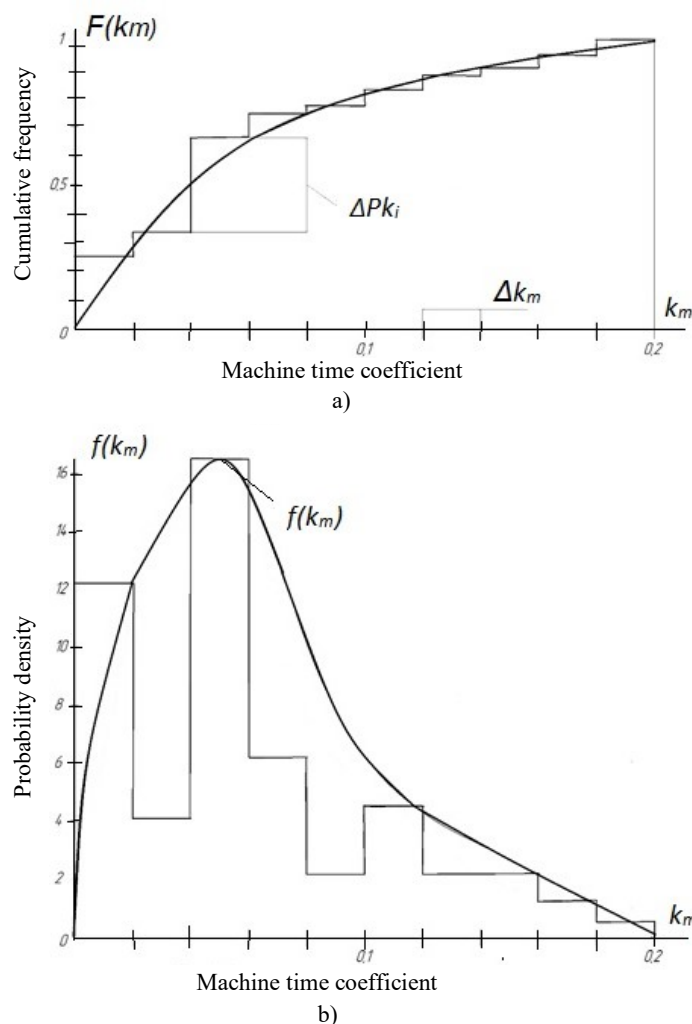 F(km)
1
Cumulative frequency
0,5
ΔPki
Δkm
km
0
0,1
0,2
Machine time coefficient
a)
f(km)
16
f(km)
14
12
Probability density
10
8
6
4
2
km
0
0,1
0,2
Machine time coefficient
b)